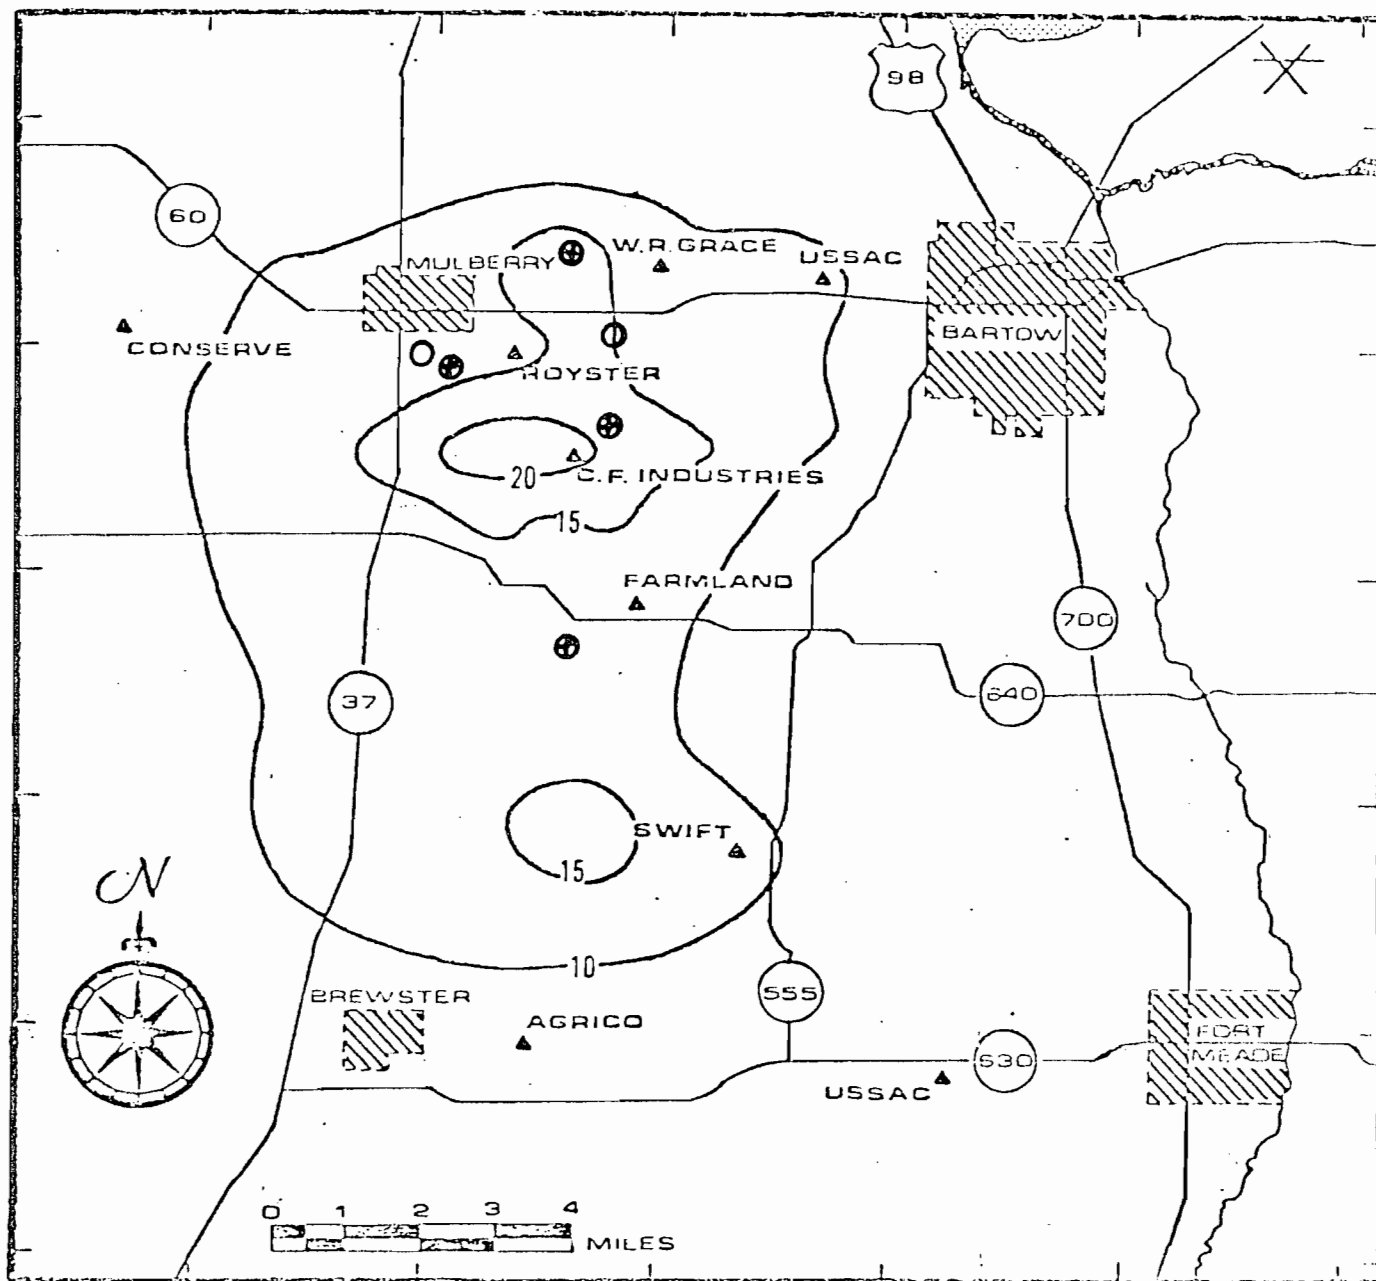 98
60
W.R. GRACE
MULBERRY
USSAC
BARTOW
CONSERVE
ROYSTER
20
C.F. INDUSTRIES
15
FARMLAND
700
640
37
SWIFT
15
N
10
BREWSTER
555
AGRICO
FORT
MEADE
630
USSAC
0 1 2 3 4
MILES